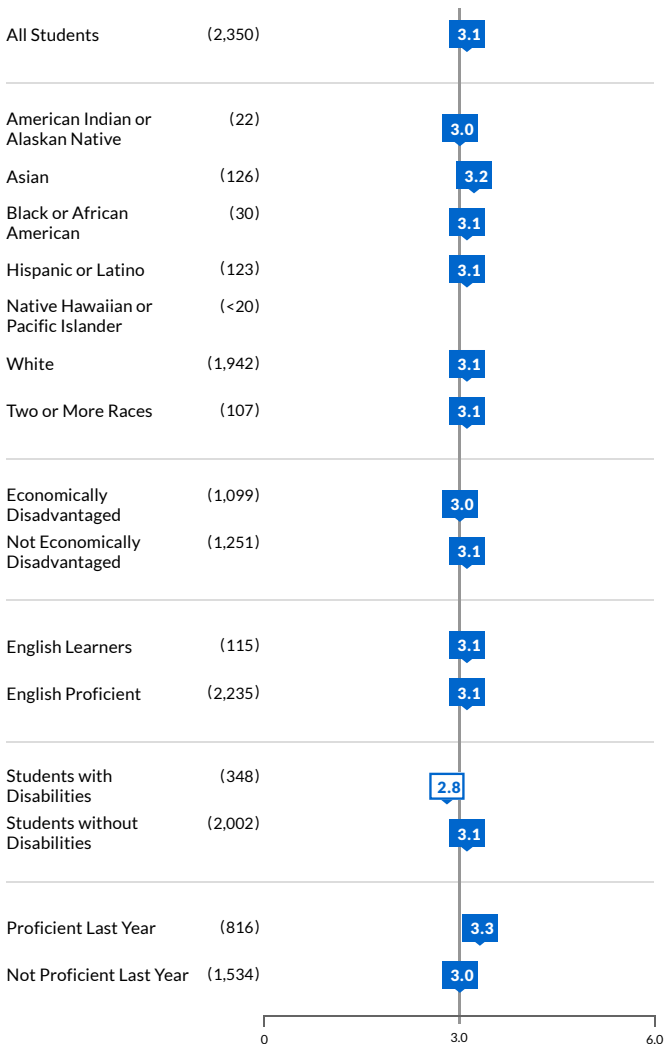 All Students (2,350) 3.1
American Indian or (22)
Alaskan Native 3.0
Asian (126) 3.2
Black or African (30)
American 3.1
Hispanic or Latino (123) 3.1
Native Hawaiian or (<20)
Pacific Islander
White (1,942) 3.1
Two or More Races (107) 3.1
Economically (1,099)
Disadvantaged 3.0
Not Economically (1,251)
Disadvantaged 3.1
English Learners (115) 3.1
English Proficient (2,235) 3.1
Students with (348)
Disabilities 2.8
Students without (2,002)
Disabilities 3.1
Proficient Last Year (816) 3.3
Not Proficient Last Year (1,534) 3.0
0 3.0 6.0